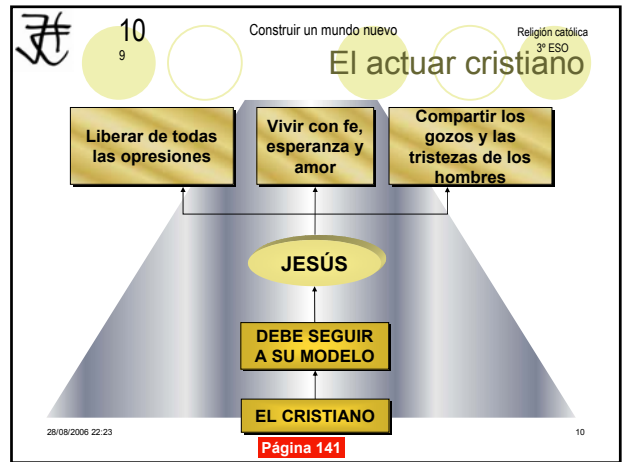 10
9
Construir un mundo nuevo
Religión católica
3º ESO
El actuar cristiano
Liberar de todas
las opresiones
Vivir con fe,
esperanza y
amor
Compartir los
gozos y las
tristezas de los
hombres
JESÚS
DEBE SEGUIR
A SU MODELO
EL CRISTIANO
28/08/2006 22:23
Página 141
10